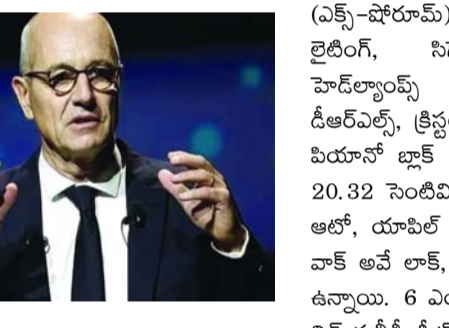 (ఎక్స్-షోరూమ్)
లైటింగ్,
హెడ్‌ల్యాంప్స్
డీఆర్ఎల్స్,
పియానో బ్లాక్
20.32
ఆటో, యాపిల్
వాక్ అవే లాక్,
ఉన్నాయి. 6